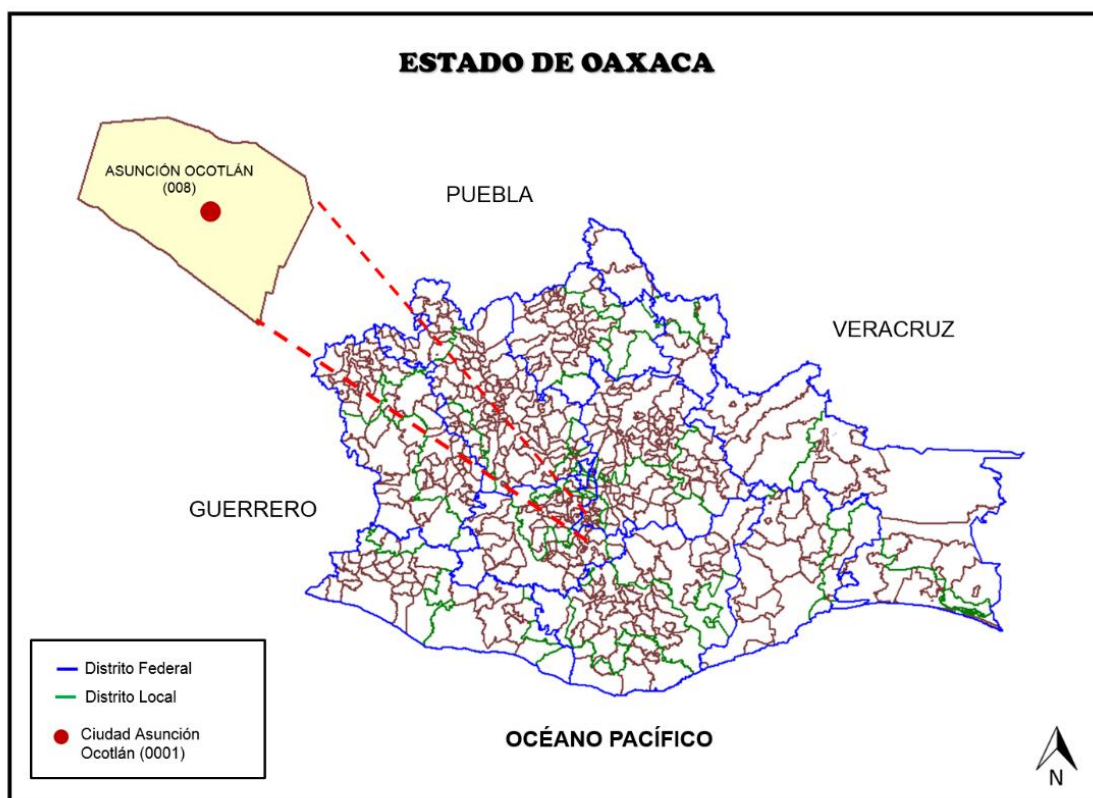 ESTADO DE OAXACA
ASUNCIÓN OCOTLÁN
(008)
PUEBLA
VERACRUZ
GUERRERO
OCÉANO PACÍFICO
Distrito Federal
Distrito Local
Ciudad Asunción
Ocotlán (0001)
N